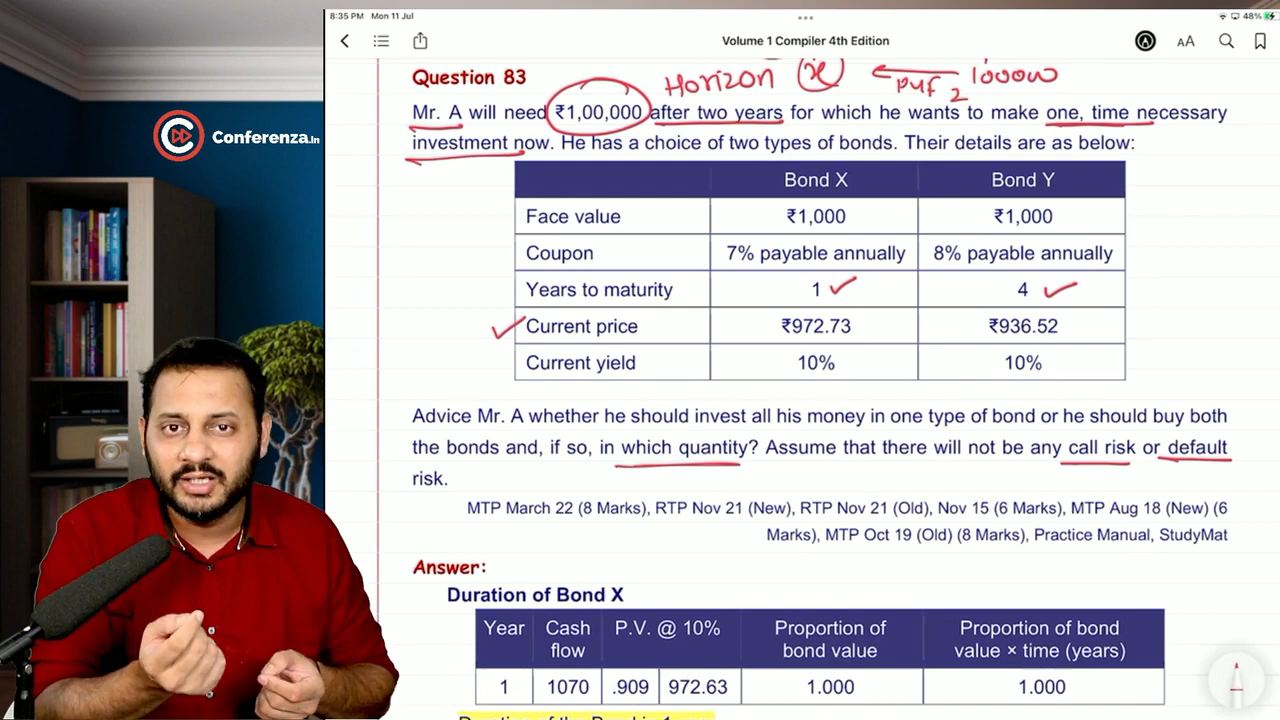 8:35 PM Mon 11 Jul
48%
Volume 1 Compiler 4th Edition
AA
Conferenza.in
Question 83
Horizon (x) ← 10000
PVF 2
Mr. A will need ₹1,00,000 after two years for which he wants to make one, time necessary
investment now. He has a choice of two types of bonds. Their details are as below:
Bond X Bond Y
Face value ₹1,000 ₹1,000
Coupon 7% payable annually 8% payable annually
Years to maturity 1 4
Current price ₹972.73 ₹936.52
Current yield 10% 10%
Advice Mr. A whether he should invest all his money in one type of bond or he should buy both
the bonds and, if so, in which quantity? Assume that there will not be any call risk or default
risk.
MTP March 22 (8 Marks), RTP Nov 21 (New), RTP Nov 21 (Old), Nov 15 (6 Marks), MTP Aug 18 (New) (6
Marks), MTP Oct 19 (Old) (8 Marks), Practice Manual, StudyMat
Answer:
Duration of Bond X
Year Cash flow P.V. @ 10% Proportion of bond value Proportion of bond value × time (years)
1 1070 .909 972.63 1.000 1.000